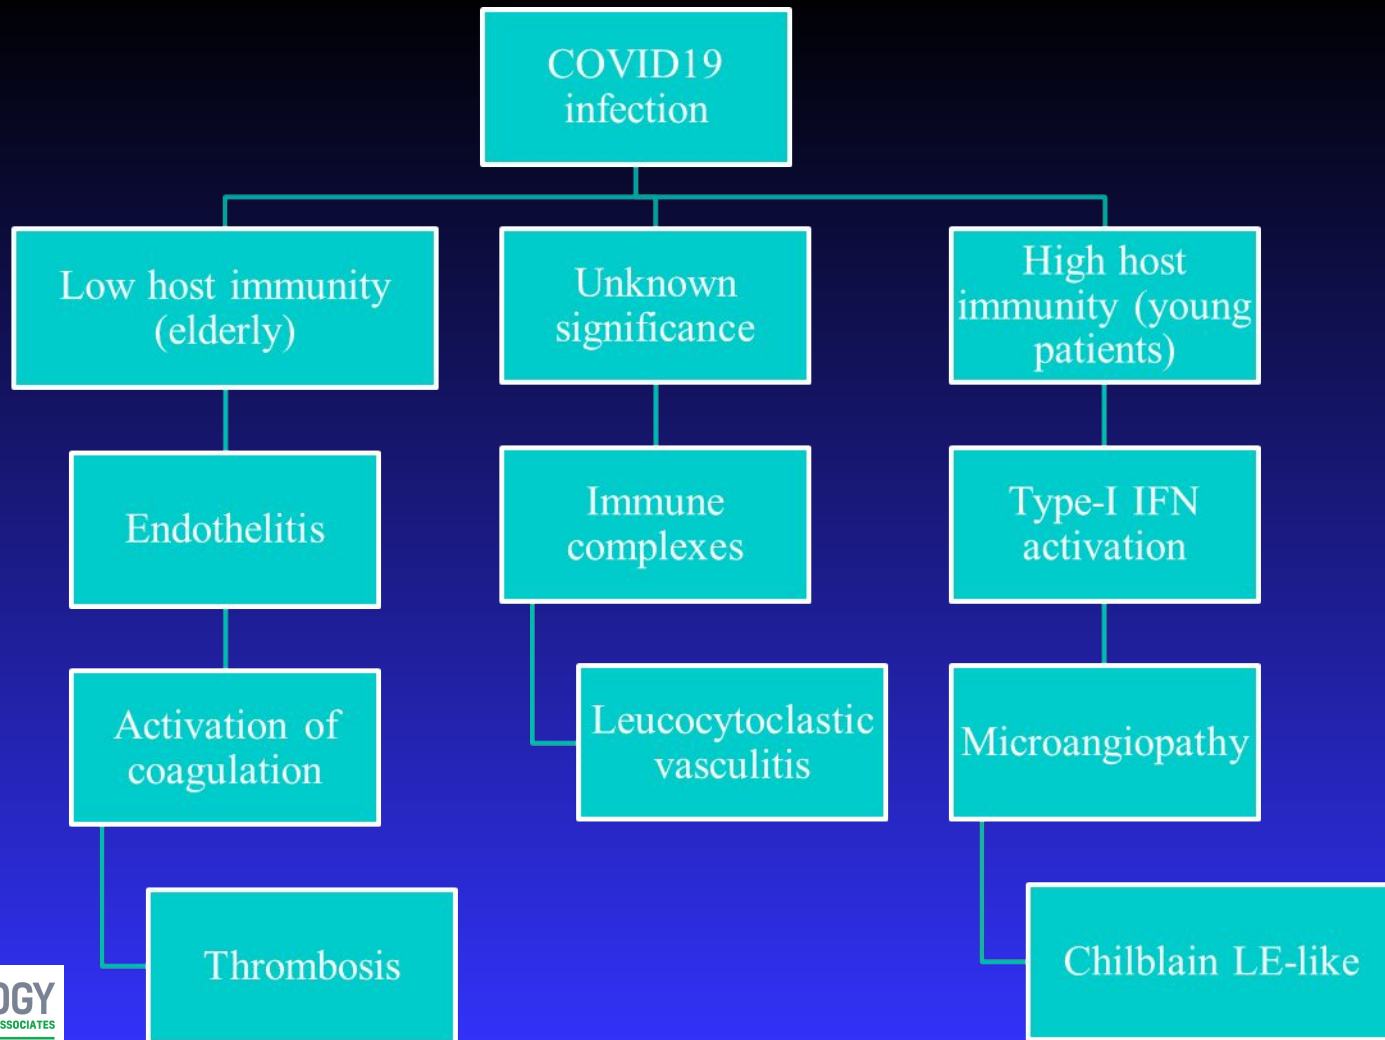 COVID19
infection
Low host immunity
(elderly)
Unknown
significance
High host
immunity (young
patients)
Endothelitis
Immune
complexes
Type-I IFN
activation
Activation of
coagulation
Leucocytoclastic
vasculitis
Microangiopathy
Thrombosis
Chilblain LE-like
ASSOCIATES